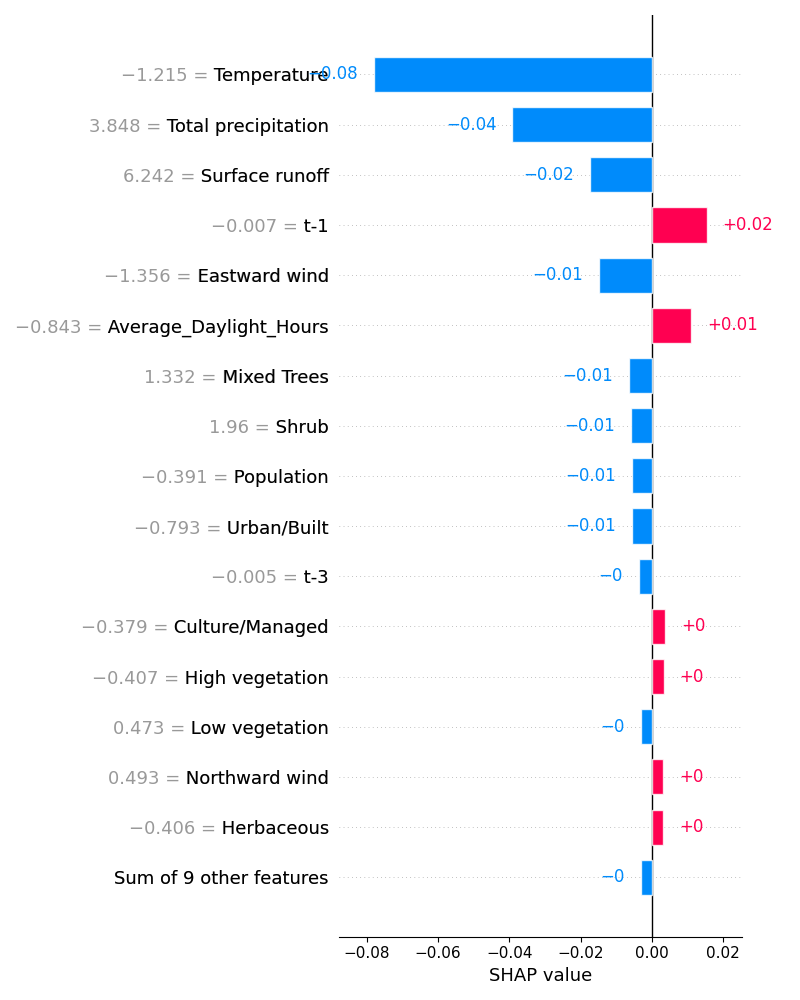 −1.215 = Temperature −0.08
3.848 = Total precipitation −0.04
6.242 = Surface runoff −0.02
−0.007 = t-1 +0.02
−1.356 = Eastward wind −0.01
−0.843 = Average_Daylight_Hours +0.01
1.332 = Mixed Trees −0.01
1.96 = Shrub −0.01
−0.391 = Population −0.01
−0.793 = Urban/Built −0.01
−0.005 = t-3 −0
−0.379 = Culture/Managed +0
−0.407 = High vegetation +0
0.473 = Low vegetation −0
0.493 = Northward wind +0
−0.406 = Herbaceous +0
Sum of 9 other features −0
−0.08 −0.06 −0.04 −0.02 0.00 0.02
SHAP value